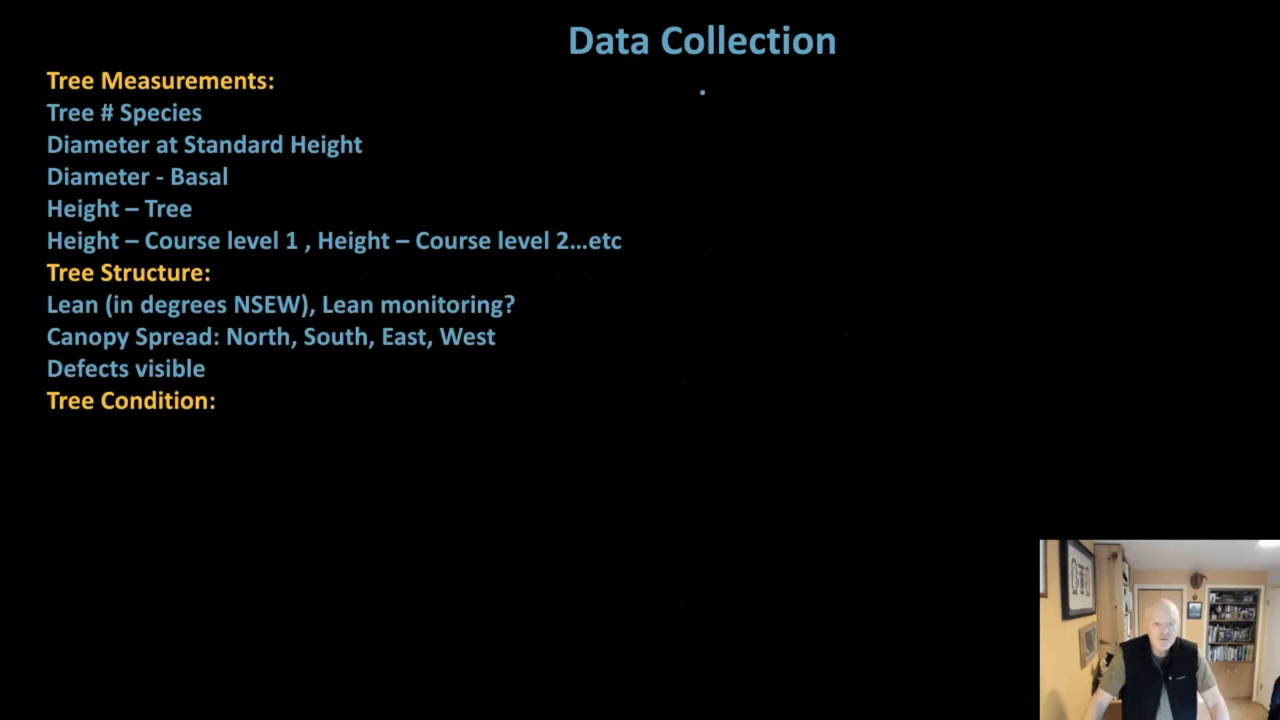 Data Collection
Tree Measurements:
Tree # Species
Diameter at Standard Height
Diameter - Basal
Height – Tree
Height – Course level 1 , Height – Course level 2...etc
Tree Structure:
Lean (in degrees NSEW), Lean monitoring?
Canopy Spread: North, South, East, West
Defects visible
Tree Condition: